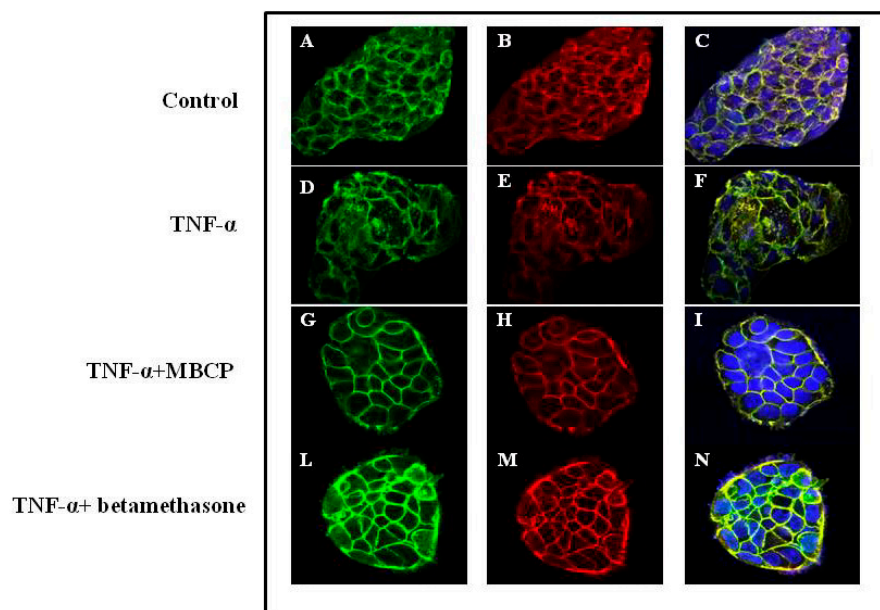 A B C
Control
D E F
TNF-α
G H I
TNF-α+MBCP
L M N
TNF-α+ betamethasone